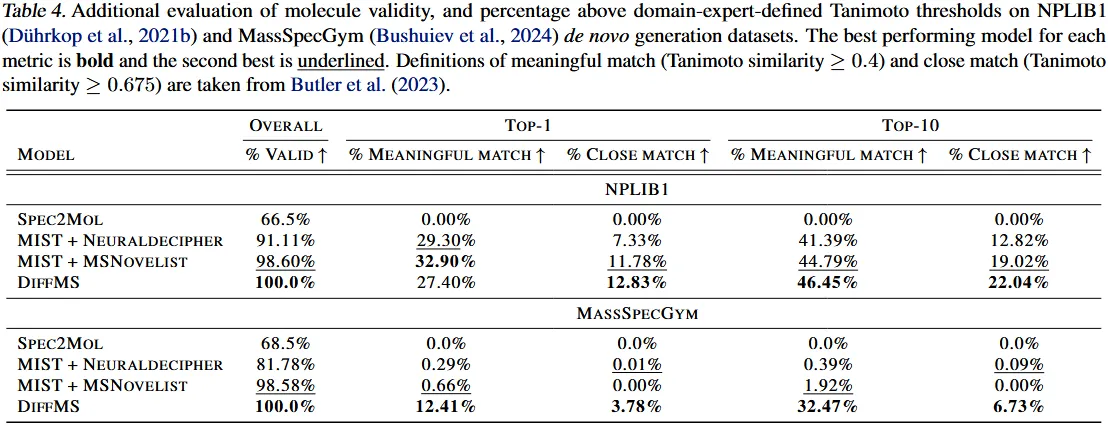 Table 4. Additional evaluation of molecule validity, and percentage above domain-expert-defined Tanimoto thresholds on NPLIB1
(Dührkop et al., 2021b) and MassSpecGym (Bushuiev et al., 2024) de novo generation datasets. The best performing model for each
metric is bold and the second best is underlined. Definitions of meaningful match (Tanimoto similarity ≥ 0.4) and close match (Tanimoto
similarity ≥ 0.675) are taken from Butler et al. (2023).
OVERALL TOP-1 TOP-10
MODEL % VALID ↑ % MEANINGFUL MATCH ↑ % CLOSE MATCH ↑ % MEANINGFUL MATCH ↑ % CLOSE MATCH ↑
NPLIB1
SPEC2MOL 66.5% 0.00% 0.00% 0.00% 0.00%
MIST + NEURALDECIPHER 91.11% 29.30% 7.33% 41.39% 12.82%
MIST + MSNOVELIST 98.60% 32.90% 11.78% 44.79% 19.02%
DIFFMS 100.0% 27.40% 12.83% 46.45% 22.04%
MASSSPECGYM
SPEC2MOL 68.5% 0.0% 0.0% 0.0% 0.0%
MIST + NEURALDECIPHER 81.78% 0.29% 0.01% 0.39% 0.09%
MIST + MSNOVELIST 98.58% 0.66% 0.00% 1.92% 0.00%
DIFFMS 100.0% 12.41% 3.78% 32.47% 6.73%